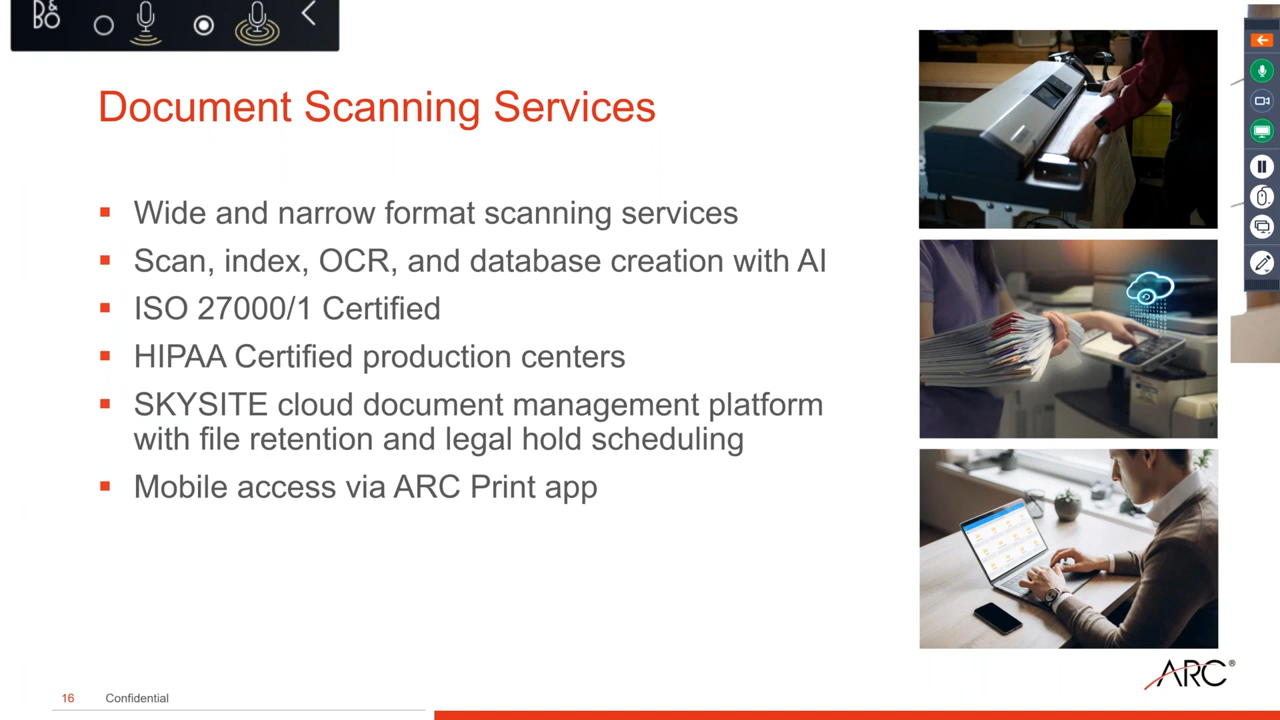 B&O
Document Scanning Services
Wide and narrow format scanning services
Scan, index, OCR, and database creation with AI
ISO 27000/1 Certified
HIPAA Certified production centers
SKYSITE cloud document management platform
with file retention and legal hold scheduling
Mobile access via ARC Print app
ARC®
16 Confidential